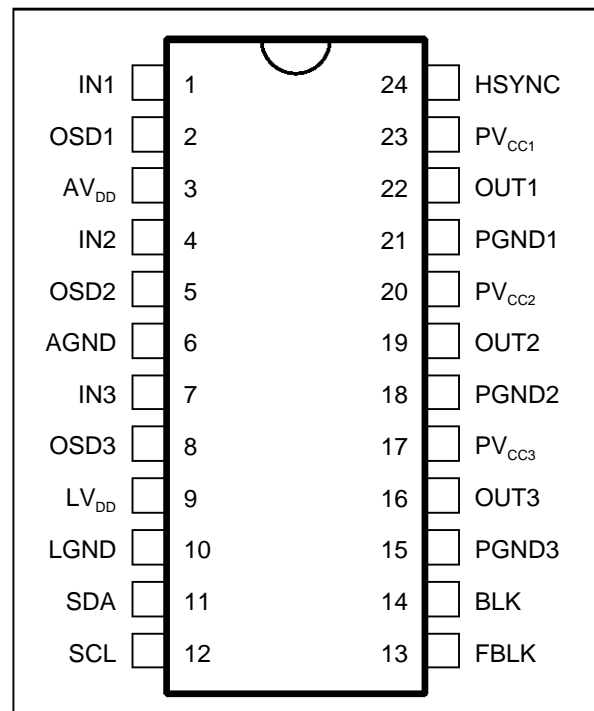 IN1 1 24 HSYNC
OSD1 2 23 PVCC1
AVDD 3 22 OUT1
IN2 4 21 PGND1
OSD2 5 20 PVCC2
AGND 6 19 OUT2
IN3 7 18 PGND2
OSD3 8 17 PVCC3
LVDD 9 16 OUT3
LGND 10 15 PGND3
SDA 11 14 BLK
SCL 12 13 FBLK